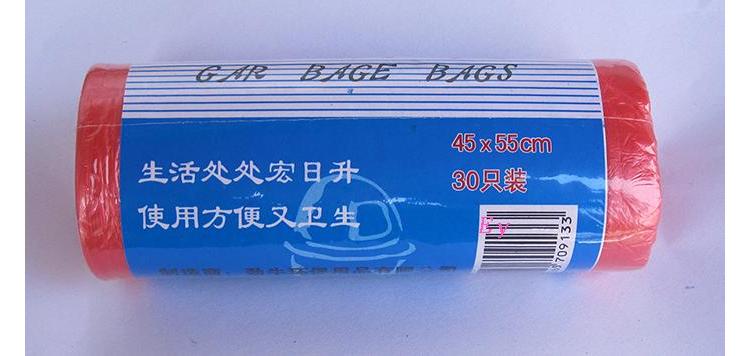 GAR BAGE BAGS
45x55cm
生活处处宏日升
30只装
使用方便又卫生
709133